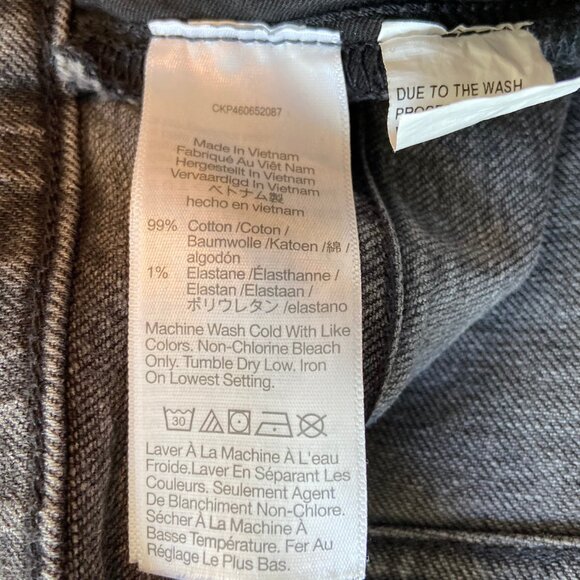 CKP460652087
Made In Vietnam
Fabriqué Au Viêt Nam
Hergestellt In Vietnam
Vervaardigd In Vietnam
ベトナム製
hecho en vietnam
99% Cotton /Coton /
Baumwolle /Katoen /綿 /
algodón
1% Elastane /Élasthanne /
Elastan /Elastaan /
ポリウレタン /elastano
Machine Wash Cold With Like
Colors. Non-Chlorine Bleach
Only. Tumble Dry Low. Iron
On Lowest Setting.
30
Laver À La Machine À L'eau
Froide.Laver En Séparant Les
Couleurs. Seulement Agent
De Blanchiment Non-Chlore.
Sécher À La Machine À
Basse Température. Fer Au
Réglage Le Plus Bas.
DUE TO THE WASH